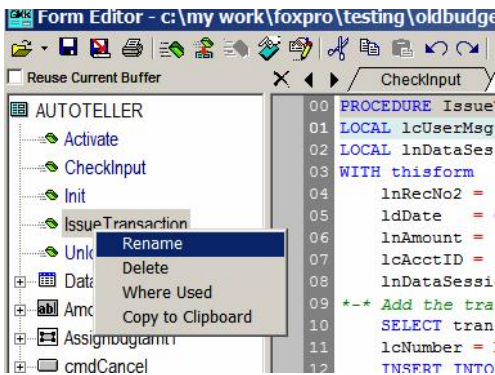 Form Editor - c:\my work\foxpro\testing\oldbudge
Reuse Current Buffer
CheckInput
AUTOTELLER
Activate
CheckInput
Init
IssueTransaction
Rename
Delete
Where Used
Copy to Clipboard
cmdCancel
00 PROCEDURE Issue
01 LOCAL lcUserMsg
02 LOCAL lnDataSes
03 WITH thisform
04 lnRecNo2 =
05 ldDate =
06 lnAmount =
07 lcAcctID =
08 lnDataSessi
09 *-* Add the tra
10 SELECT tran
11 lcNumber =
12 INSERT INTO